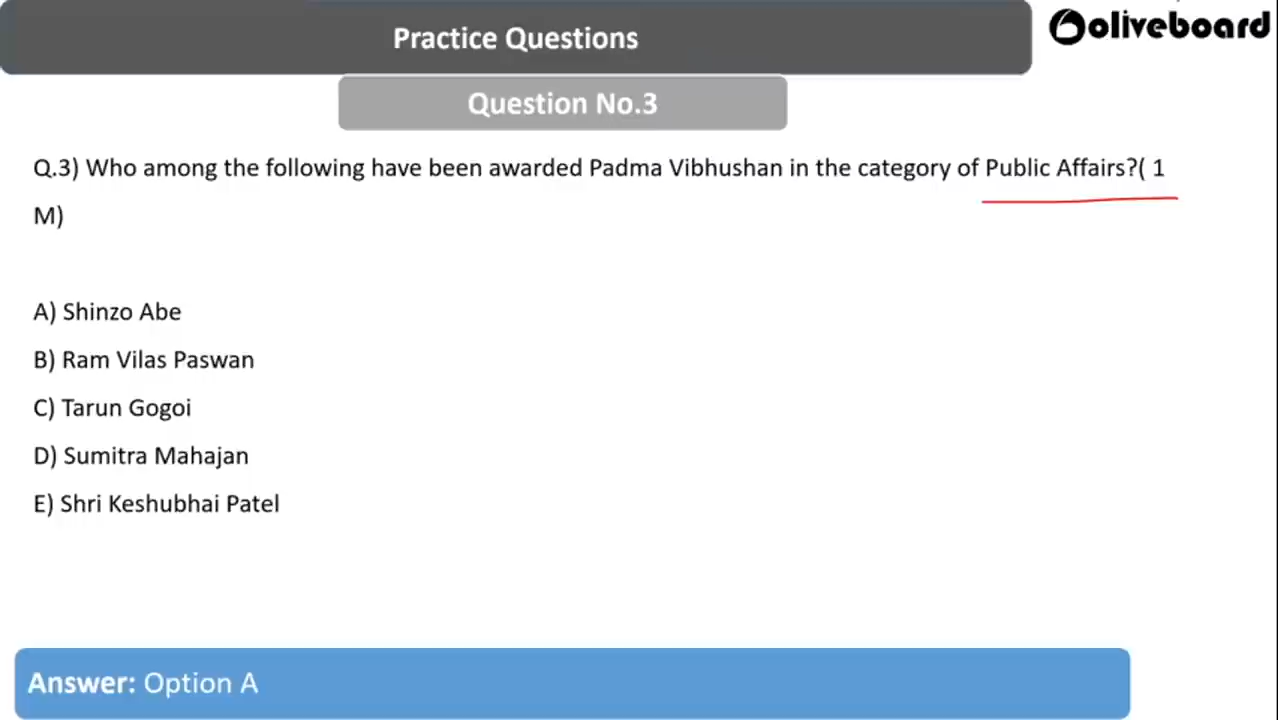 Practice Questions
oliveboard
Question No.3
Q.3) Who among the following have been awarded Padma Vibhushan in the category of Public Affairs?( 1
M)
A) Shinzo Abe
B) Ram Vilas Paswan
C) Tarun Gogoi
D) Sumitra Mahajan
E) Shri Keshubhai Patel
Answer: Option A